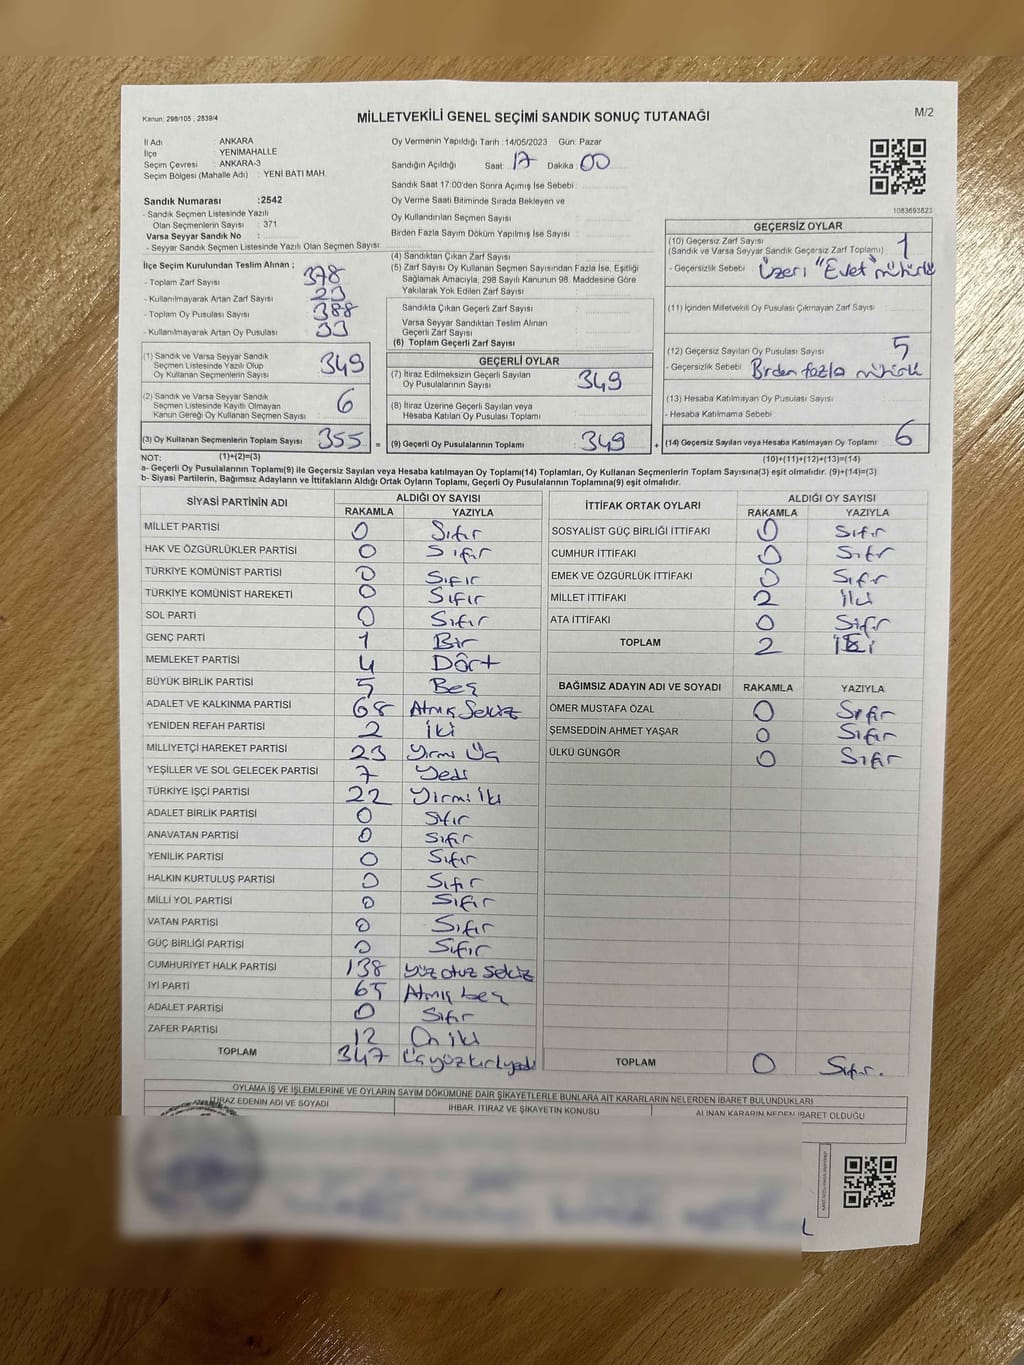 Kanun: 298/105 , 2839/4
MİLLETVEKİLİ GENEL SEÇİMİ SANDIK SONUÇ TUTANAĞI
M/2
İl Adı : ANKARA
İlçe : YENİMAHALLE
Seçim Çevresi : ANKARA-3
Seçim Bölgesi (Mahalle Adı) : YENİ BATI MAH.
Oy Vermenin Yapıldığı Tarih : 14/05/2023 Gün: Pazar
Sandığın Açıldığı Saat: 17 Dakika 00
Sandık Saat 17:00'den Sonra Açılmış İse Sebebi :
Oy Verme Saati Bitiminde Sırada Bekleyen ve
Oy Kullandırılan Seçmen Sayısı :
Birden Fazla Sayım Döküm Yapılmış İse Sayısı :
1083693823
Sandık Numarası :2542
- Sandık Seçmen Listesinde Yazılı
Olan Seçmenlerin Sayısı : 371
Varsa Seyyar Sandık No :
- Seyyar Sandık Seçmen Listesinde Yazılı Olan Seçmen Sayısı:
İlçe Seçim Kurulundan Teslim Alınan ;
- Toplam Zarf Sayısı : 378
- Kullanılmayarak Artan Zarf Sayısı : 23
- Toplam Oy Pusulası Sayısı : 388
- Kullanılmayarak Artan Oy Pusulası : 33
(1) Sandık ve Varsa Seyyar Sandık
Seçmen Listesinde Yazılı Olup
Oy Kullanan Seçmenlerin Sayısı : 349
(2) Sandık ve Varsa Seyyar Sandık
Seçmen Listesinde Kayıtlı Olmayan
Kanun Gereği Oy Kullanan Seçmen Sayısı : 6
(3) Oy Kullanan Seçmenlerin Toplam Sayısı : 355 =
(4) Sandıktan Çıkan Zarf Sayısı :
(5) Zarf Sayısı Oy Kullanan Seçmen Sayısından Fazla İse, Eşitliği
Sağlamak Amacıyla, 298 Sayılı Kanunun 98. Maddesine Göre
Yakılarak Yok Edilen Zarf Sayısı :
Sandıkta Çıkan Geçerli Zarf Sayısı :
Varsa Seyyar Sandıktan Teslim Alınan
Geçerli Zarf Sayısı :
(6) Toplam Geçerli Zarf Sayısı :
GEÇERLİ OYLAR
(7) İtiraz Edilmeksizin Geçerli Sayılan
Oy Pusulalarının Sayısı : 349
(8) İtiraz Üzerine Geçerli Sayılan veya
Hesaba Katılan Oy Pusulası Toplamı :
(9) Geçerli Oy Pusulalarının Toplamı : 349 +
GEÇERSİZ OYLAR
(10) Geçersiz Zarf Sayısı :
(Sandık ve Varsa Seyyar Sandık Geçersiz Zarf Toplamı) 1
- Geçersizlik Sebebi : Üzeri "Evet" mühürlü
(11) İçinden Milletvekili Oy Pusulası Çıkmayan Zarf Sayısı :
(12) Geçersiz Sayılan Oy Pusulası Sayısı : 5
- Geçersizlik Sebebi : Birden fazla mühürlü
(13) Hesaba Katılmayan Oy Pusulası Sayısı :
- Hesaba Katılmama Sebebi :
(14) Geçersiz Sayılan veya Hesaba Katılmayan Oy Toplamı : 6
NOT: (1)+(2)=(3)
(10)+(11)+(12)+(13)=(14)
a- Geçerli Oy Pusulalarının Toplamı(9) ile Geçersiz Sayılan veya Hesaba Katılmayan Oy Toplamı(14) Toplamları, Oy Kullanan Seçmenlerin Toplam Sayısına(3) eşit olmalıdır. (9)+(14)=(3)
b- Siyasi Partilerin, Bağımsız Adayların ve İttifakların Aldığı Ortak Oyların Toplamı, Geçerli Oy Pusulalarının Toplamına(9) eşit olmalıdır.
SİYASİ PARTİNİN ADI ALDIĞI OY SAYISI
RAKAMLA YAZIYLA
MİLLET PARTİSİ 0 Sıfır
HAK VE ÖZGÜRLÜKLER PARTİSİ 0 Sıfır
TÜRKİYE KOMÜNİST PARTİSİ 0 Sıfır
TÜRKİYE KOMÜNİST HAREKETİ 0 Sıfır
SOL PARTİ 0 Sıfır
GENÇ PARTİ 1 Bir
MEMLEKET PARTİSİ 4 Dört
BÜYÜK BİRLİK PARTİSİ 5 Beş
ADALET VE KALKINMA PARTİSİ 68 Atmış Sekiz
YENİDEN REFAH PARTİSİ 2 İki
MİLLİYETÇİ HAREKET PARTİSİ 23 Yirmi Üç
YEŞİLLER VE SOL GELECEK PARTİSİ 7 Yedi
TÜRKİYE İŞÇİ PARTİSİ 22 Yirmi iki
ADALET BİRLİK PARTİSİ 0 Sıfır
ANAVATAN PARTİSİ 0 Sıfır
YENİLİK PARTİSİ 0 Sıfır
HALKIN KURTULUŞ PARTİSİ 0 Sıfır
MİLLİ YOL PARTİSİ 0 Sıfır
VATAN PARTİSİ 0 Sıfır
GÜÇ BİRLİĞİ PARTİSİ 0 Sıfır
CUMHURİYET HALK PARTİSİ 138 yüz otuz sekiz
İYİ PARTİ 65 Atmış beş
ADALET PARTİSİ 0 Sıfır
ZAFER PARTİSİ 12 On iki
TOPLAM 347 Üçyüzkırkyedi
İTTİFAK ORTAK OYLARI ALDIĞI OY SAYISI
RAKAMLA YAZIYLA
SOSYALİST GÜÇ BİRLİĞİ İTTİFAKI 0 Sıfır
CUMHUR İTTİFAKI 0 Sıfır
EMEK VE ÖZGÜRLÜK İTTİFAKI 0 Sıfır
MİLLET İTTİFAKI 2 İki
ATA İTTİFAKI 0 Sıfır
TOPLAM 2 İki
BAĞIMSIZ ADAYIN ADI VE SOYADI RAKAMLA YAZIYLA
ÖMER MUSTAFA ÖZAL 0 Sıfır
ŞEMSEDDİN AHMET YAŞAR 0 Sıfır
ÜLKÜ GÜNGÖR 0 Sıfır
TOPLAM 0 Sıfır.
OYLAMA İŞ VE İŞLEMLERİNE VE OYLARIN SAYIM DÖKÜMÜNE DAİR ŞİKAYETLERLE BUNLARA AİT KARARLARIN NELERDEN İBARET BULUNDUKLARI
İTİRAZ EDENİN ADI VE SOYADI İHBAR, İTİRAZ VE ŞİKAYETİN KONUSU ALINAN KARARIN NEDEN İBARET OLDUĞU